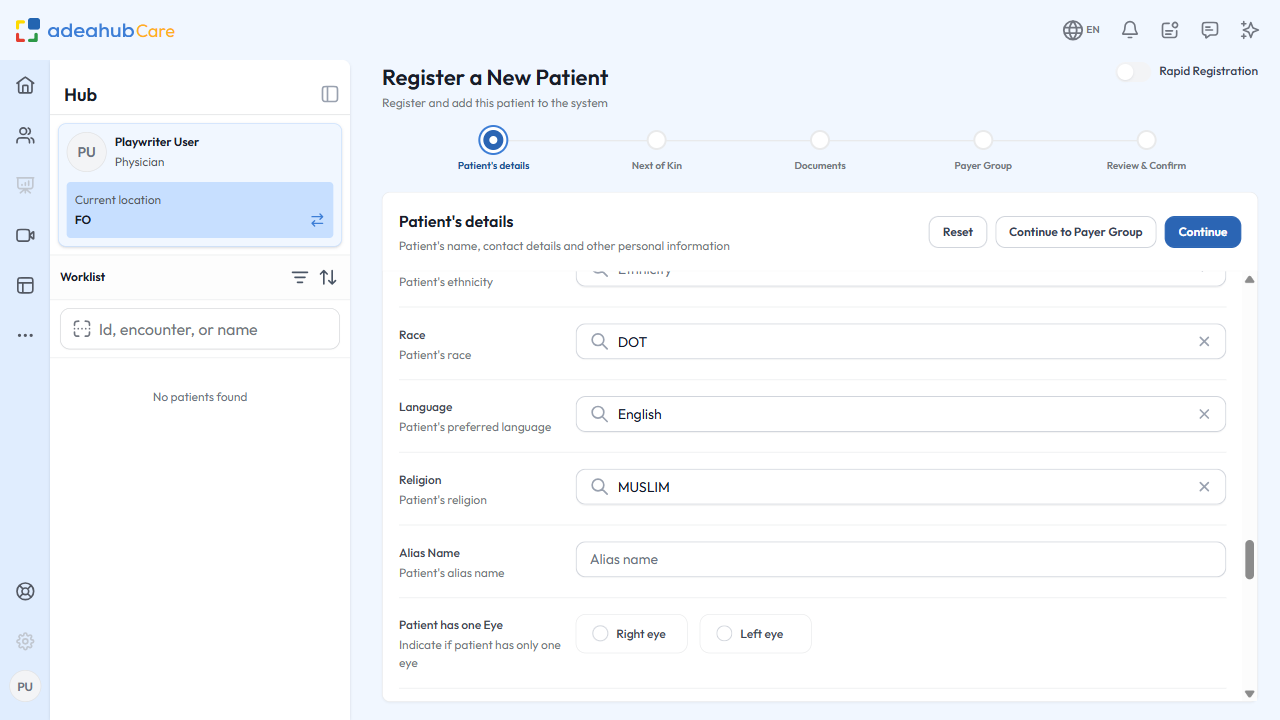 adeahub Care
EN
Hub
PU
Playwriter User
Physician
Current location
FO
Worklist
Id, encounter, or name
No patients found
PU
Register a New Patient
Register and add this patient to the system
Rapid Registration
Patient's details
Next of Kin
Documents
Payer Group
Review & Confirm
Patient's details
Patient's name, contact details and other personal information
Reset
Continue to Payer Group
Continue
Patient's ethnicity
Ethnicity
Race
Patient's race
DOT
Language
Patient's preferred language
English
Religion
Patient's religion
MUSLIM
Alias Name
Patient's alias name
Alias name
Patient has one Eye
Indicate if patient has only one
eye
Right eye
Left eye